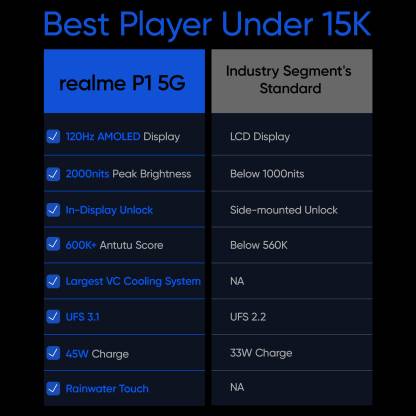 Best Player Under 15K
realme P1 5G
Industry Segment's
Standard
120Hz AMOLED Display
LCD Display
2000nits Peak Brightness
Below 1000nits
In-Display Unlock
Side-mounted Unlock
600K+ Antutu Score
Below 560K
Largest VC Cooling System
NA
UFS 3.1
UFS 2.2
45W Charge
33W Charge
Rainwater Touch
NA